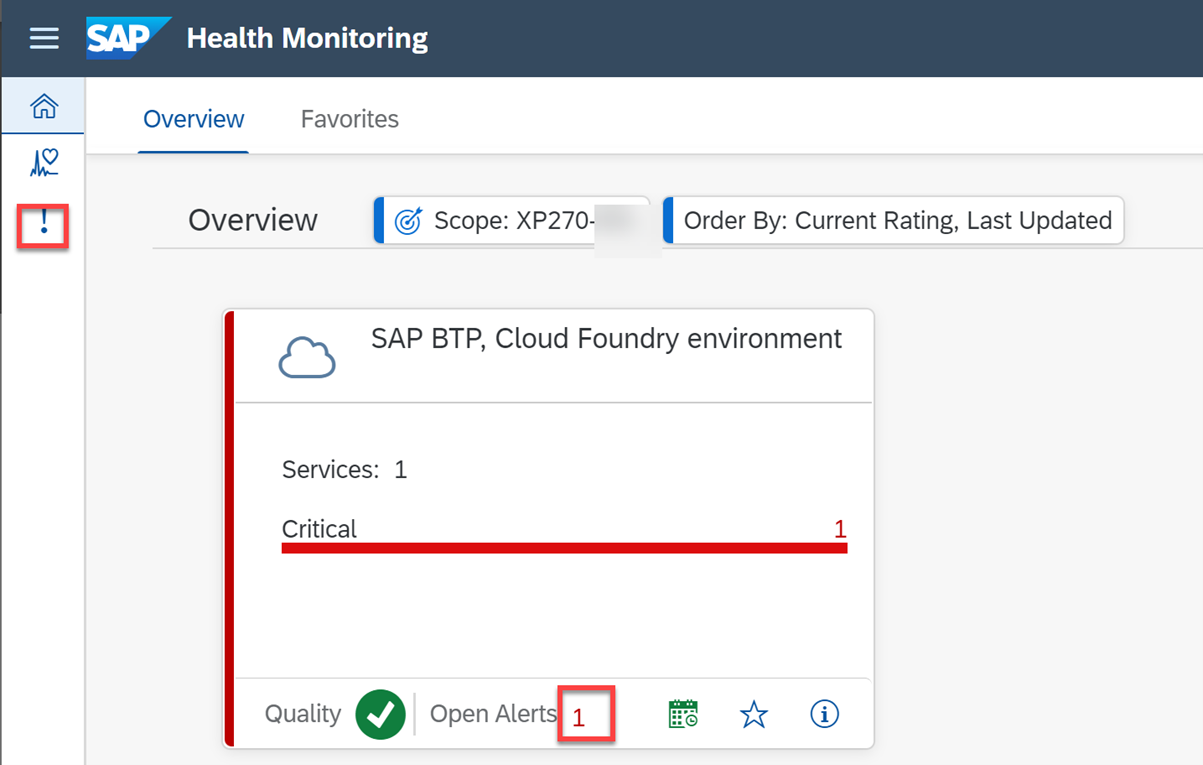 SAP Health Monitoring
Overview Favorites
!
Overview Scope: XP270- Order By: Current Rating, Last Updated
SAP BTP, Cloud Foundry environment
Services: 1
Critical 1
Quality Open Alerts 1